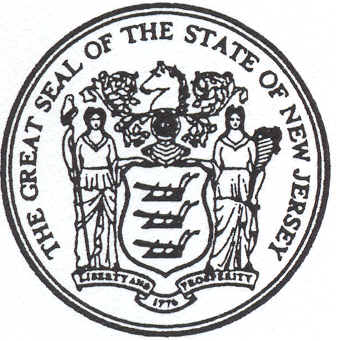 THE GREAT SEAL OF THE STATE OF NEW JERSEY
LIBERTY AND PROSPERITY
1776